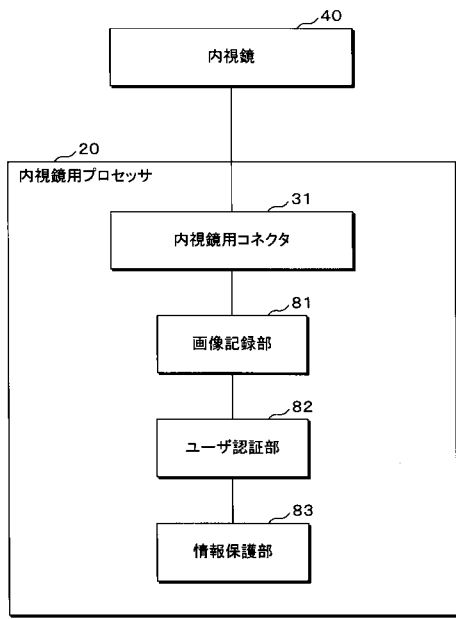 40
内視鏡
20
内視鏡用プロセッサ
31
内視鏡用コネクタ
81
画像記録部
82
ユーザ認証部
83
情報保護部